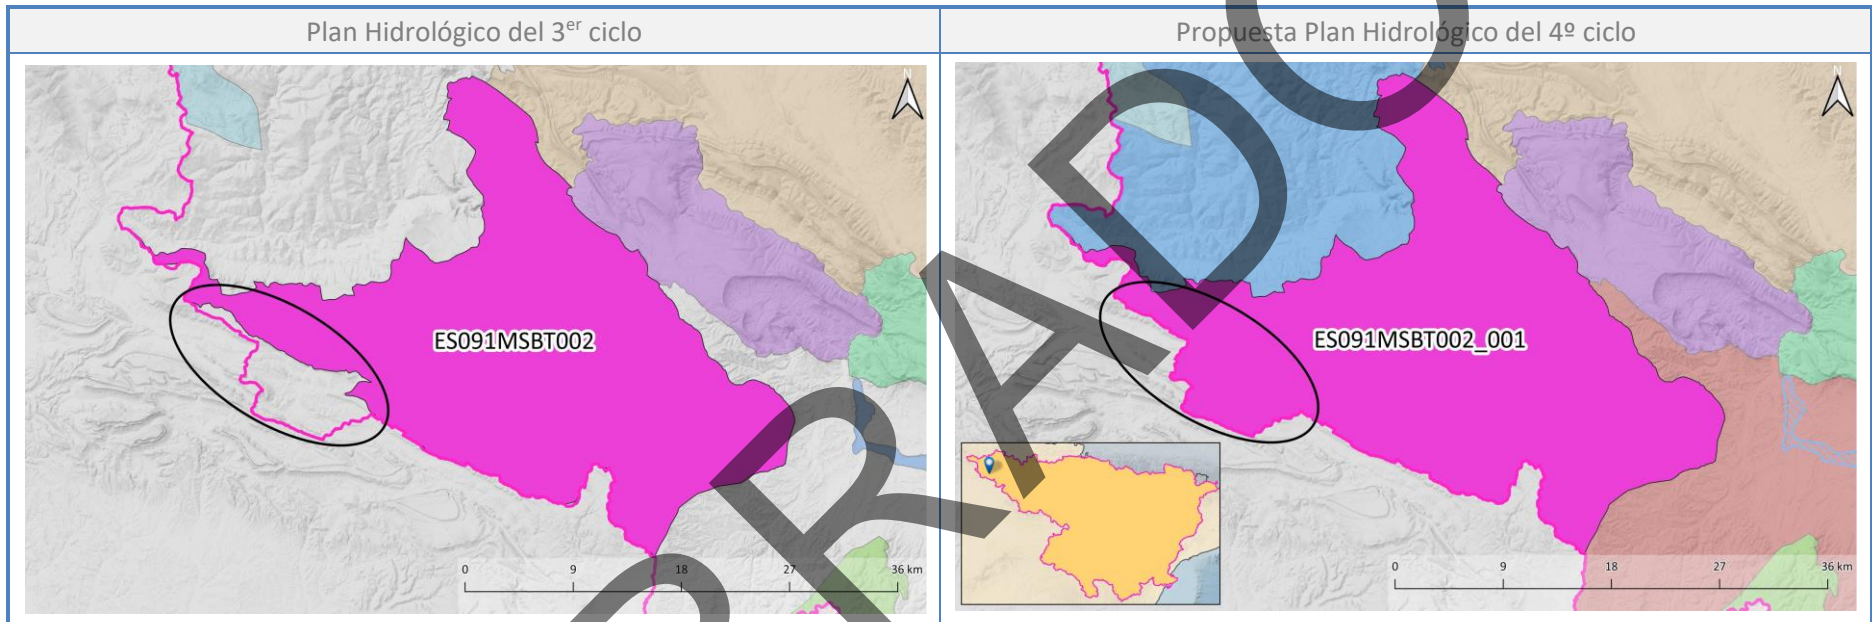 Plan Hidrológico del 3er ciclo
Propuesta Plan Hidrológico del 4º ciclo
N
ES091MSBT002
0 9 18 27 36 km
N
ES091MSBT002_001
0 9 18 27 36 km